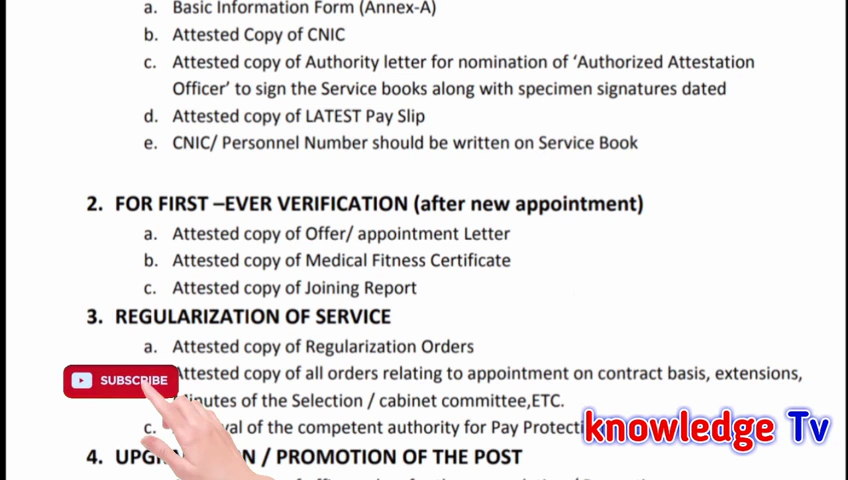 a. Basic Information Form (Annex-A)
b. Attested Copy of CNIC
c. Attested copy of Authority letter for nomination of ‘Authorized Attestation
Officer’ to sign the Service books along with specimen signatures dated
d. Attested copy of LATEST Pay Slip
e. CNIC/ Personnel Number should be written on Service Book
2. FOR FIRST –EVER VERIFICATION (after new appointment)
a. Attested copy of Offer/ appointment Letter
b. Attested copy of Medical Fitness Certificate
c. Attested copy of Joining Report
3. REGULARIZATION OF SERVICE
a. Attested copy of Regularization Orders
Attested copy of all orders relating to appointment on contract basis, extensions,
SUBSCRIBE
Minutes of the Selection / cabinet committee,ETC.
c. of the competent authority for Pay
knowledge Tv
4. / PROMOTION OF THE POST